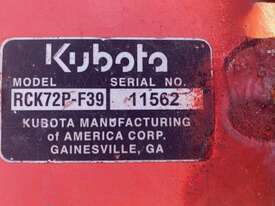 Kubota
MODEL SERIAL NO.
RCK72P-F39 11562
KUBOTA MANUFACTURING
of AMERICA CORP.
GAINESVILLE, GA